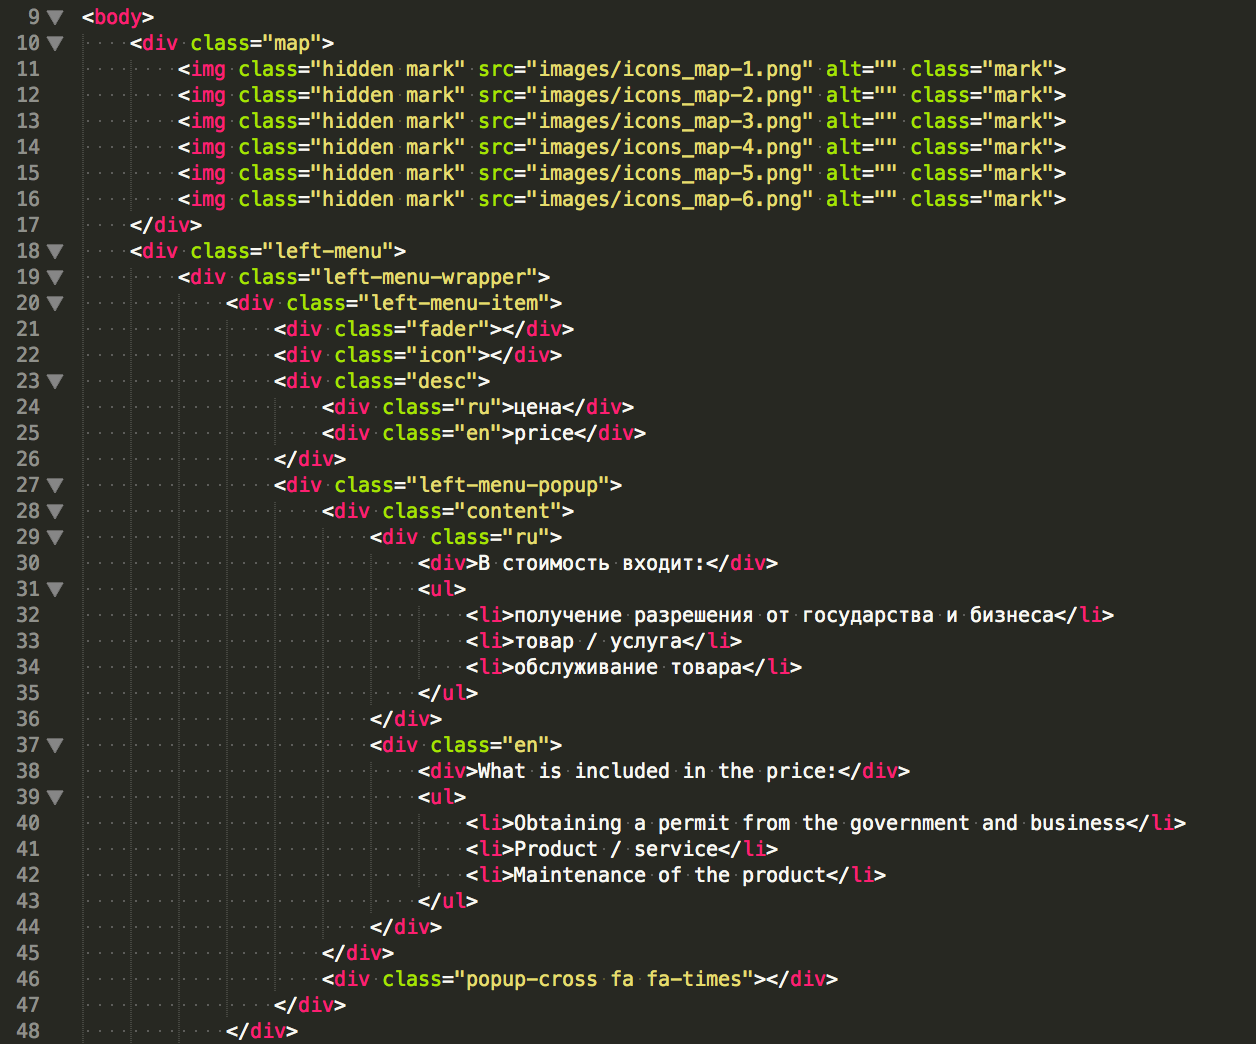 9 <body>
10 <div class="map">
11 <img class="hidden mark" src="images/icons_map-1.png" alt="" class="mark">
12 <img class="hidden mark" src="images/icons_map-2.png" alt="" class="mark">
13 <img class="hidden mark" src="images/icons_map-3.png" alt="" class="mark">
14 <img class="hidden mark" src="images/icons_map-4.png" alt="" class="mark">
15 <img class="hidden mark" src="images/icons_map-5.png" alt="" class="mark">
16 <img class="hidden mark" src="images/icons_map-6.png" alt="" class="mark">
17 </div>
18 <div class="left-menu">
19 <div class="left-menu-wrapper">
20 <div class="left-menu-item">
21 <div class="fader"></div>
22 <div class="icon"></div>
23 <div class="desc">
24 <div class="ru">цена</div>
25 <div class="en">price</div>
26 </div>
27 <div class="left-menu-popup">
28 <div class="content">
29 <div class="ru">
30 <div>В стоимость входит:</div>
31 <ul>
32 <li>получение разрешения от государства и бизнеса</li>
33 <li>товар / услуга</li>
34 <li>обслуживание товара</li>
35 </ul>
36 </div>
37 <div class="en">
38 <div>What is included in the price:</div>
39 <ul>
40 <li>Obtaining a permit from the government and business</li>
41 <li>Product / service</li>
42 <li>Maintenance of the product</li>
43 </ul>
44 </div>
45 </div>
46 <div class="popup-cross fa fa-times"></div>
47 </div>
48 </div>